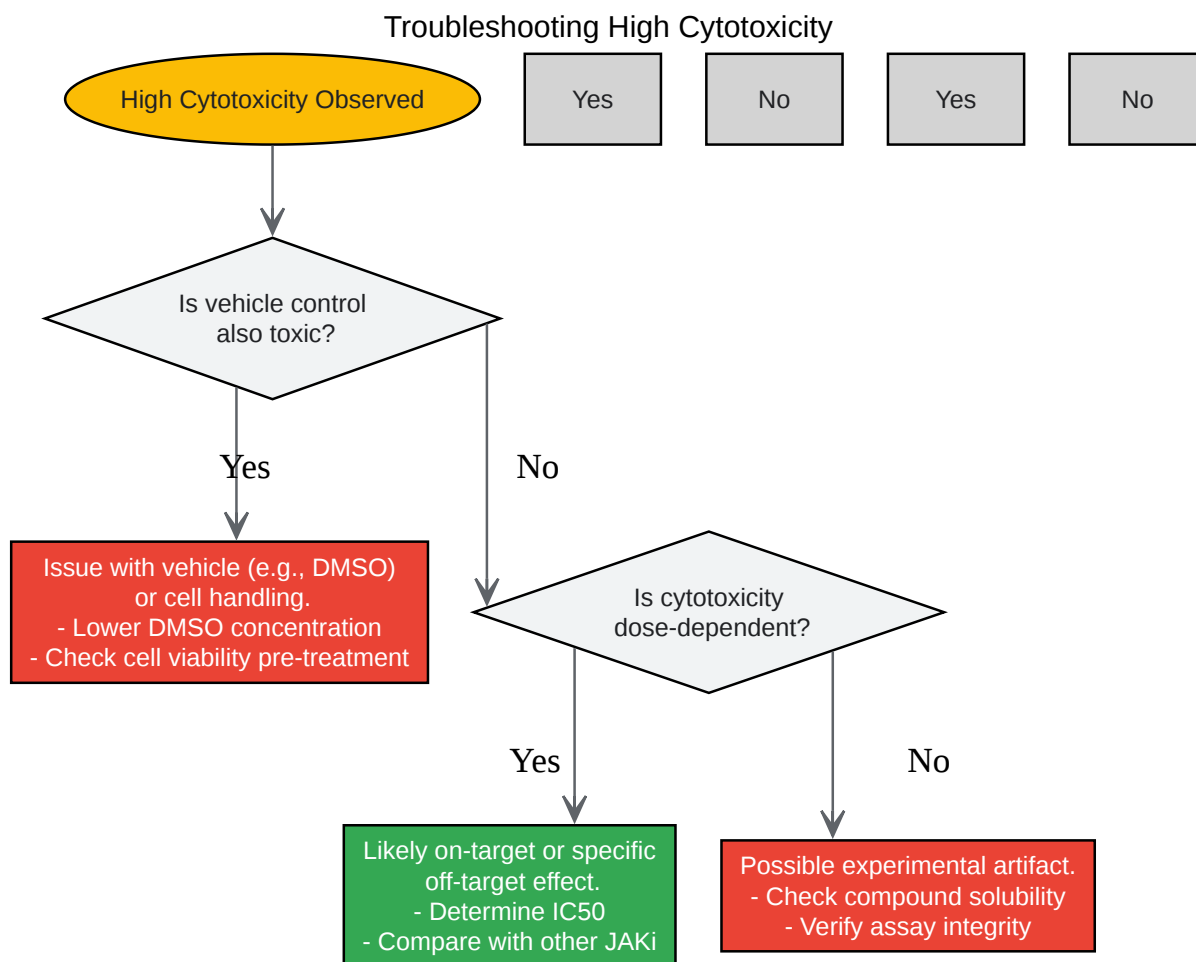 Troubleshooting High Cytotoxicity
High Cytotoxicity Observed
Yes
No
Yes
No
Is vehicle control
also toxic?
Yes
No
Issue with vehicle (e.g., DMSO)
or cell handling.
- Lower DMSO concentration
- Check cell viability pre-treatment
Is cytotoxicity
dose-dependent?
Yes
No
Likely on-target or specific
off-target effect.
- Determine IC50
- Compare with other JAKi
Possible experimental artifact.
- Check compound solubility
- Verify assay integrity